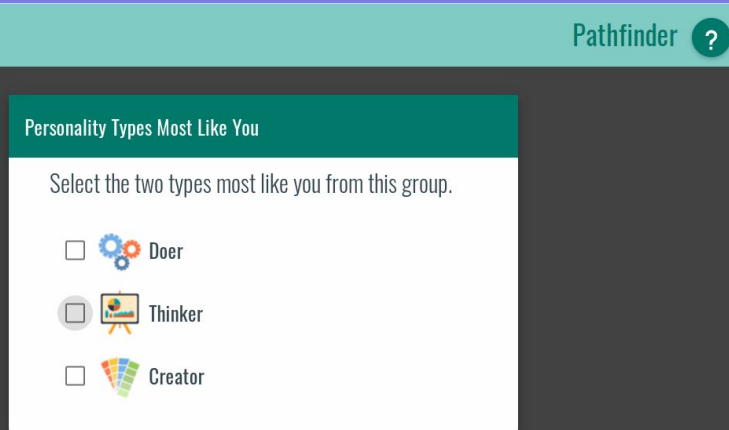 Pathfinder ?
Personality Types Most Like You
Select the two types most like you from this group.
Doer
Thinker
Creator